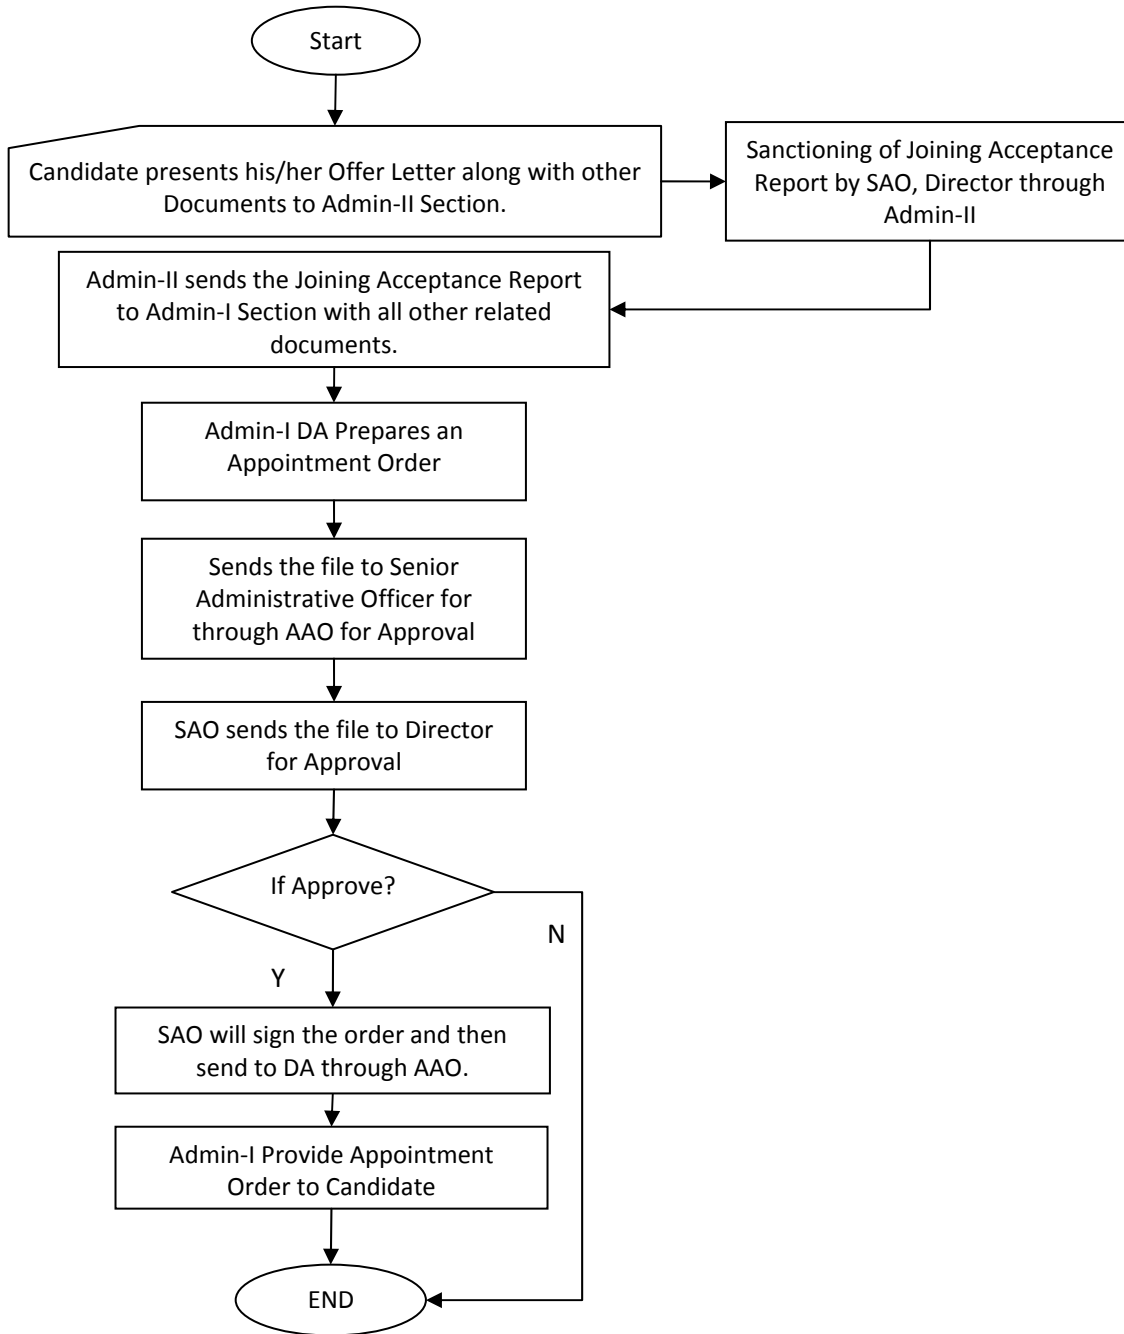 Start
Candidate presents his/her Offer Letter along with other
Documents to Admin-II Section.
Sanctioning of Joining Acceptance
Report by SAO, Director through
Admin-II
Admin-II sends the Joining Acceptance Report
to Admin-I Section with all other related
documents.
Admin-I DA Prepares an
Appointment Order
Sends the file to Senior
Administrative Officer for
through AAO for Approval
SAO sends the file to Director
for Approval
If Approve?
N
Y
SAO will sign the order and then
send to DA through AAO.
Admin-I Provide Appointment
Order to Candidate
END